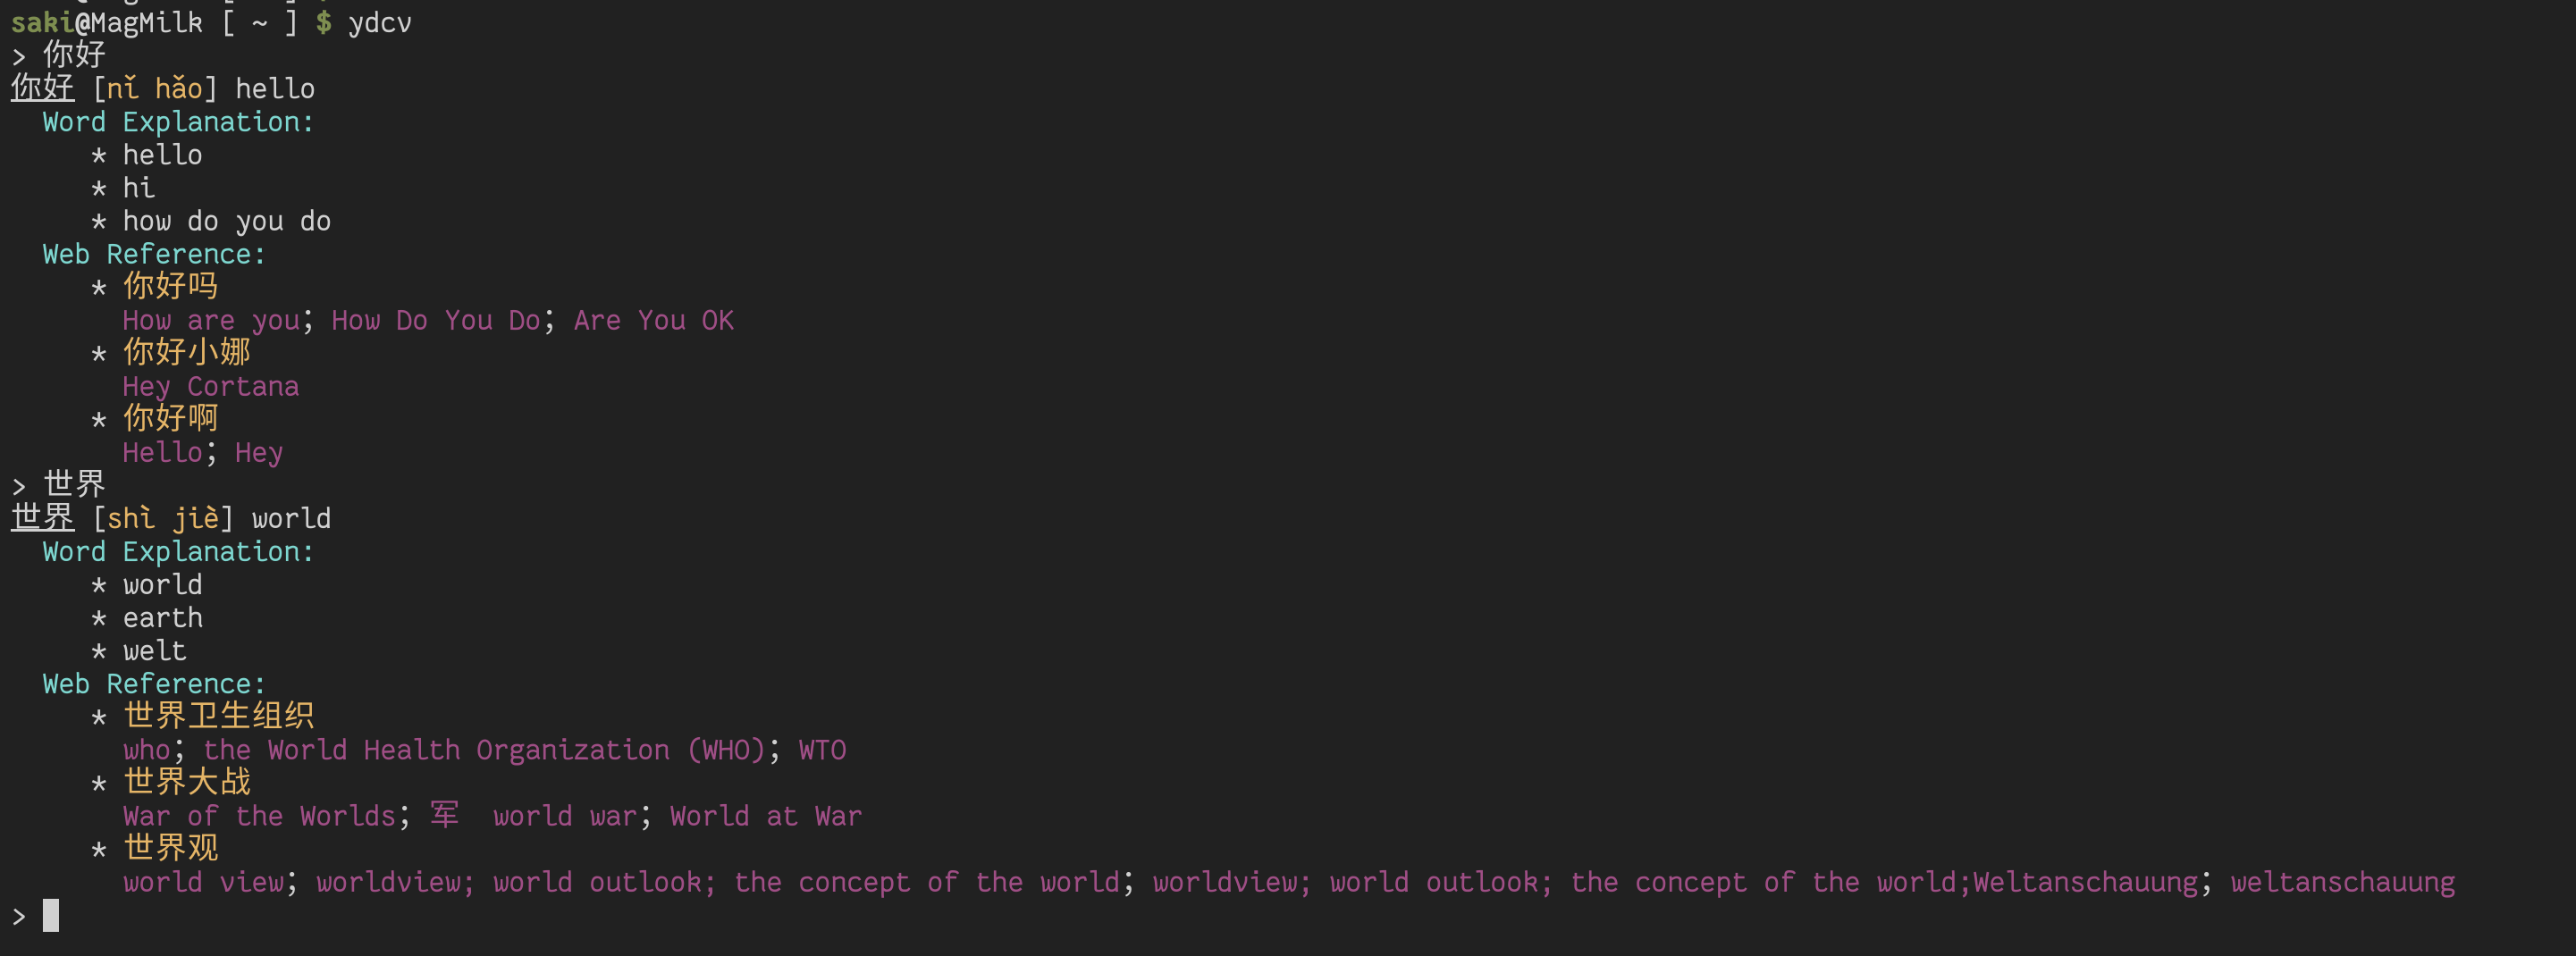 saki@MagMilk [ ~ ] $ ydcv
> 你好
你好 [nǐ hǎo] hello
Word Explanation:
* hello
* hi
* how do you do
Web Reference:
* 你好吗
How are you; How Do You Do; Are You OK
* 你好小娜
Hey Cortana
* 你好啊
Hello; Hey
> 世界
世界 [shì jiè] world
Word Explanation:
* world
* earth
* welt
Web Reference:
* 世界卫生组织
who; the World Health Organization (WHO); WTO
* 世界大战
War of the Worlds; 军  world war; World at War
* 世界观
world view; worldview; world outlook; the concept of the world; worldview; world outlook; the concept of the world;Weltanschauung; weltanschauung
>